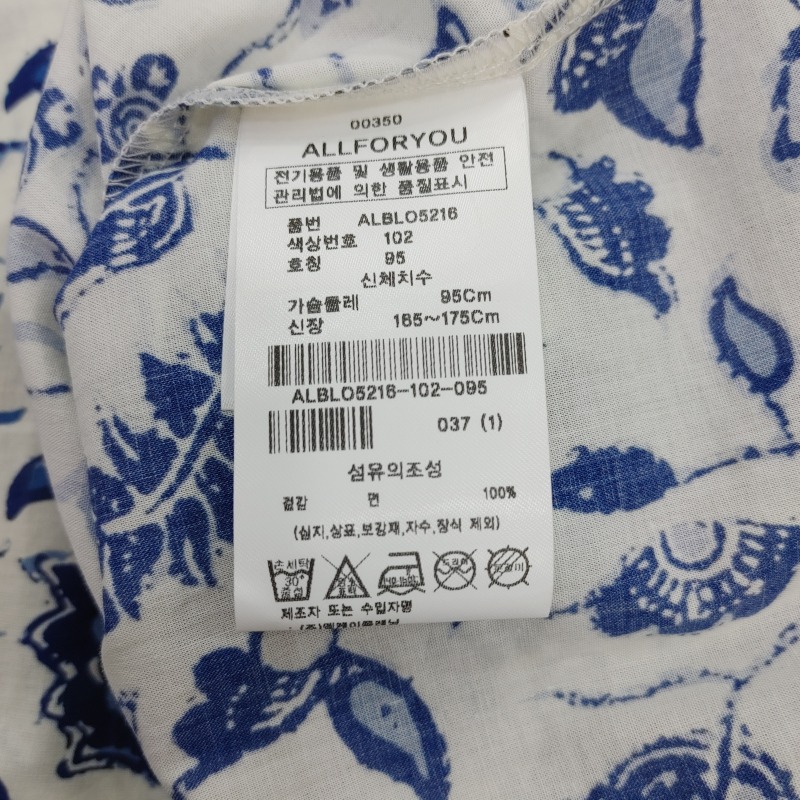 00350
ALLFORYOU
전기용품 및 생활용품 안전
관리법에 의한 품질표시
품번 ALBLO5216
색상번호 102
호칭 95
신체치수
가슴둘레 95Cm
신장 165~175Cm
ALBLO5216-102-095
037 (1)
섬유의조성
겉감 면 100%
(심지,상표,보강재,자수,장식 제외)
손세탁
30°
중성
제조자 또는 수입자명